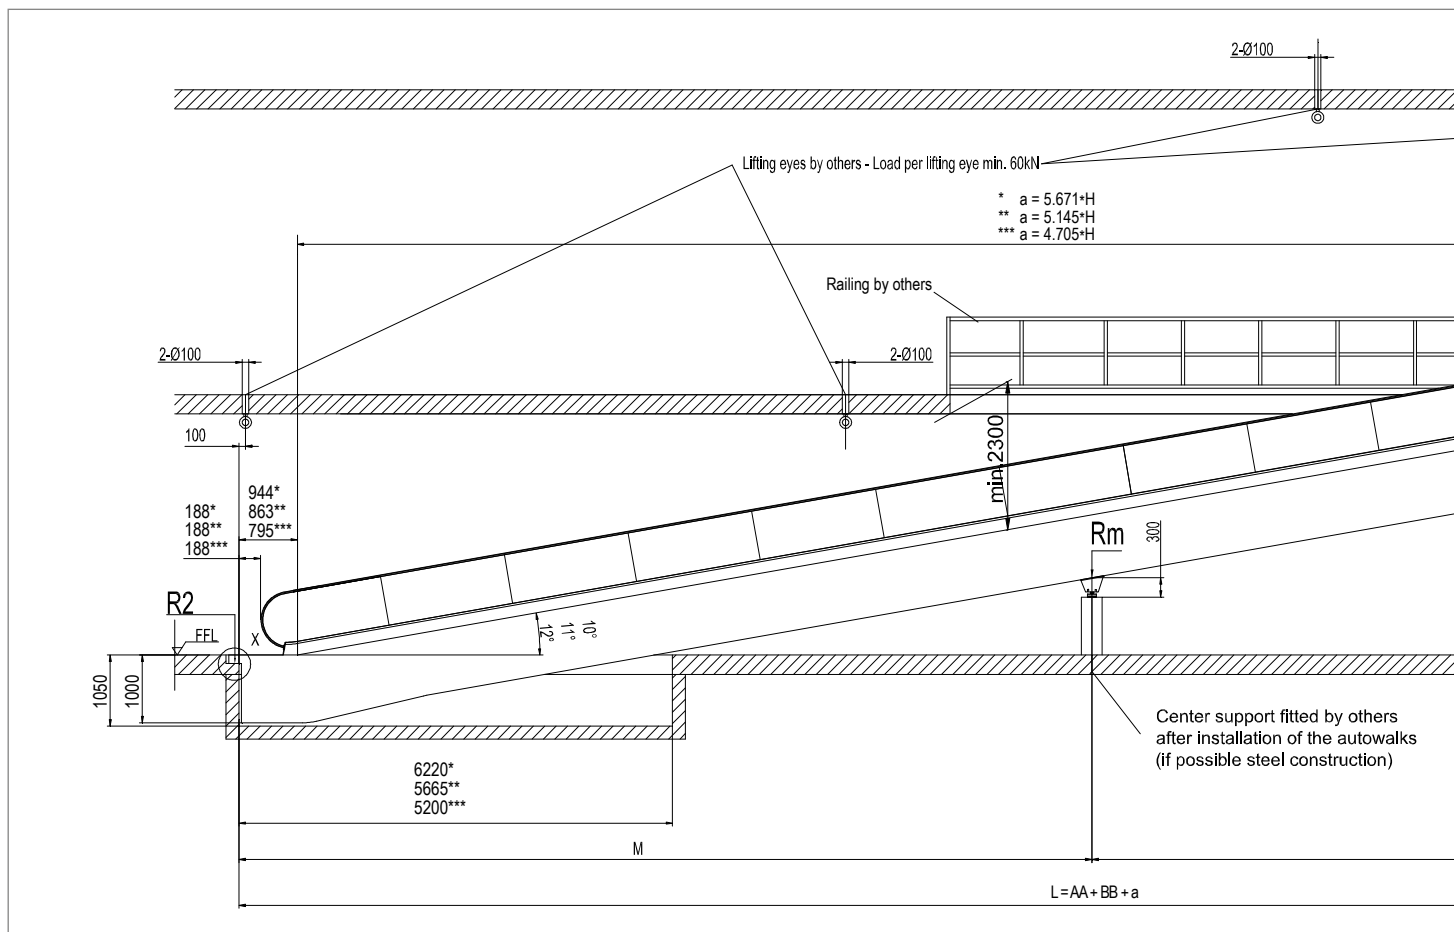 2-Ø100
Lifting eyes by others - Load per lifting eye min. 60kN
* a = 5.671*H
** a = 5.145*H
*** a = 4.705*H
Railing by others
2-Ø100
2-Ø100
100
min.2300
944*
863**
795***
188*
188**
188***
Rm
300
R2
FFL
X
10°
11°
12°
1050
1000
Center support fitted by others
after installation of the autowalks
(if possible steel construction)
6220*
5665**
5200***
M
L=AA+BB+a